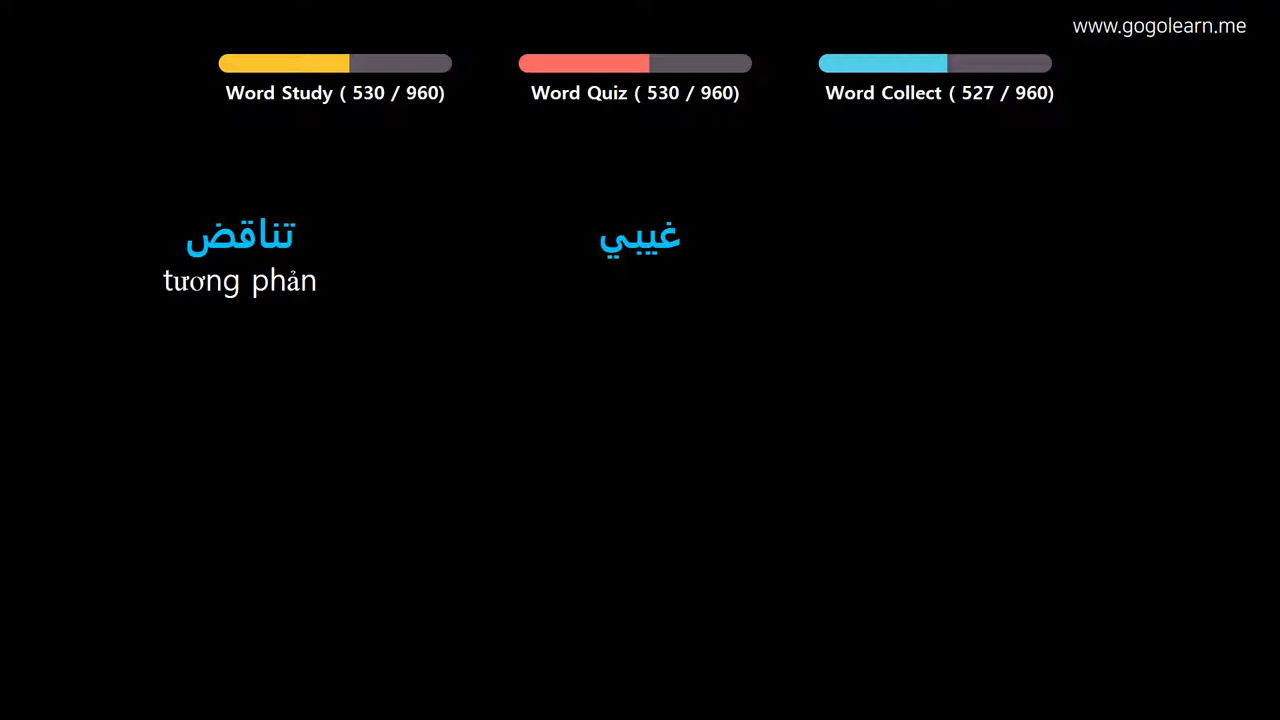 www.gogolearn.me
Word Study ( 530 / 960)
Word Quiz ( 530 / 960)
Word Collect ( 527 / 960)
تناقض
tương phản
غيبي